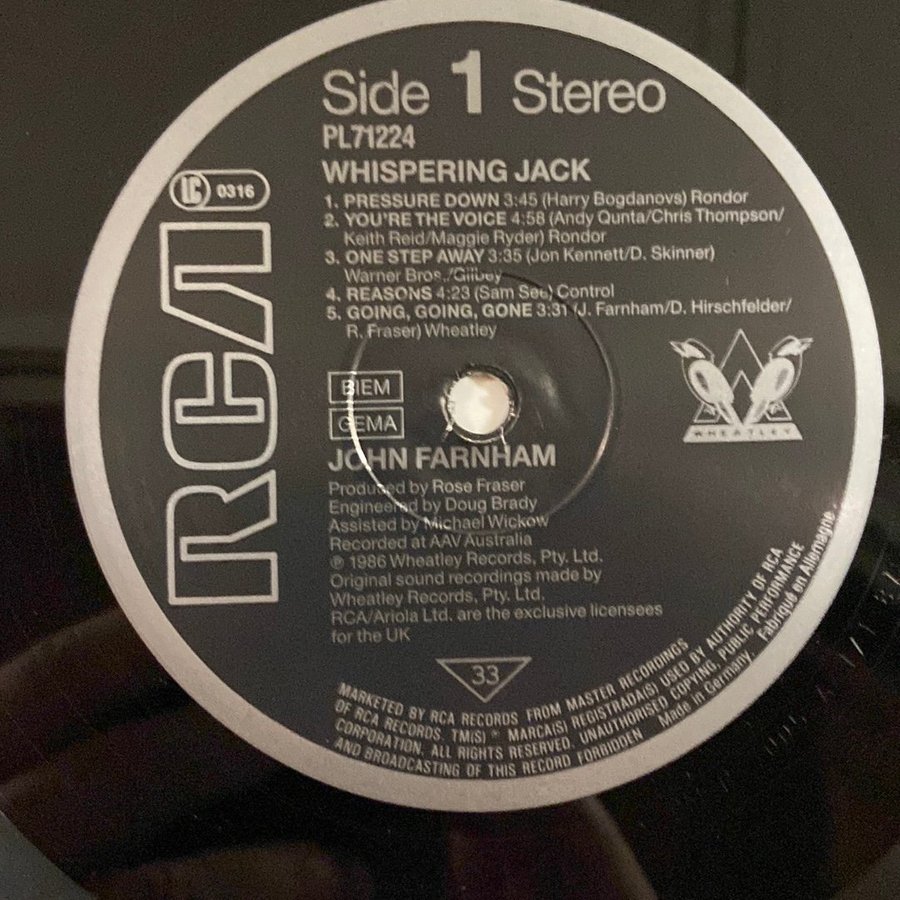 Side 1 Stereo
PL71224
WHISPERING JACK
LC 0316
1. PRESSURE DOWN 3:45 (Harry Bogdanovs) Rondor
2. YOU'RE THE VOICE 4:58 (Andy Qunta/Chris Thompson/
Keith Reid/Maggie Ryder) Rondor
3. ONE STEP AWAY 3:35 (Jon Kennett/D. Skinner)
Warner Bros./Gilbey
4. REASONS 4:23 (Sam See) Control
5. GOING, GOING, GONE 3:31 (J. Farnham/D. Hirschfelder/
R. Fraser) Wheatley
RCA
BIEM
GEMA
WHEATLEY
JOHN FARNHAM
Produced by Rose Fraser
Engineered by Doug Brady
Assisted by Michael Wickow
Recorded at AAV Australia
℗ 1986 Wheatley Records, Pty. Ltd.
Original sound recordings made by
Wheatley Records, Pty. Ltd.
RCA/Ariola Ltd. are the exclusive licensees
for the UK
33
MARKETED BY RCA RECORDS FROM MASTER RECORDINGS
OF RCA RECORDS. TM(S) ® MARCA(S) REGISTRADA(S) USED BY AUTHORITY OF RCA
CORPORATION. ALL RIGHTS RESERVED. UNAUTHORISED COPYING, PUBLIC PERFORMANCE
AND BROADCASTING OF THIS RECORD FORBIDDEN Made in Germany. Fabriqué en Allemagne.